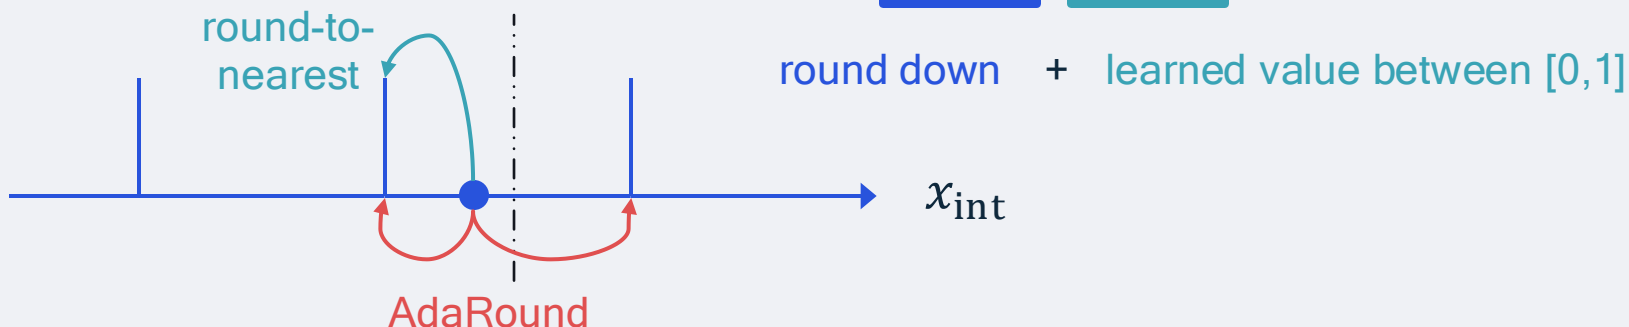 round-to-
nearest
round down + learned value between [0,1]
x_int
AdaRound